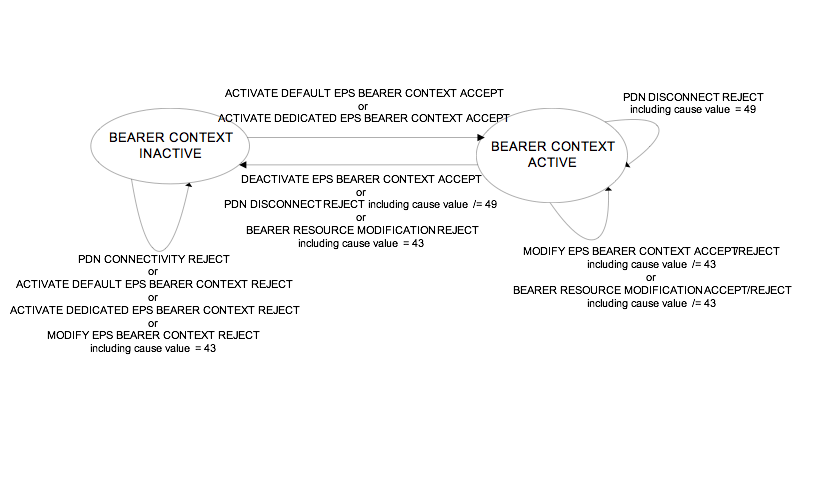 ACTIVATE DEFAULT EPS BEARER CONTEXT ACCEPT
or
ACTIVATE DEDICATED EPS BEARER CONTEXT ACCEPT
PDN DISCONNECT REJECT
including cause value = 49
BEARER CONTEXT
INACTIVE
BEARER CONTEXT
ACTIVE
DEACTIVATE EPS BEARER CONTEXT ACCEPT
or
PDN DISCONNECT REJECT including cause value /= 49
or
BEARER RESOURCE MODIFICATION REJECT
including cause value = 43
PDN CONNECTIVITY REJECT
or
ACTIVATE DEFAULT EPS BEARER CONTEXT REJECT
or
ACTIVATE DEDICATED EPS BEARER CONTEXT REJECT
or
MODIFY EPS BEARER CONTEXT REJECT
including cause value = 43
MODIFY EPS BEARER CONTEXT ACCEPT/REJECT
including cause value /= 43
or
BEARER RESOURCE MODIFICATION ACCEPT/REJECT
including cause value /= 43